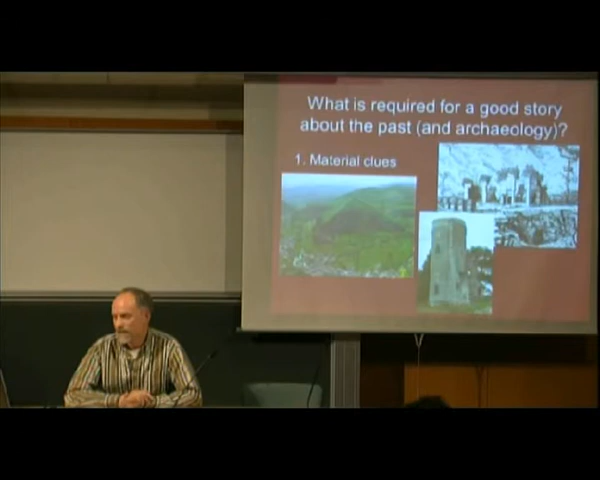 What is required for a good story
about the past (and archaeology)?
1. Material clues